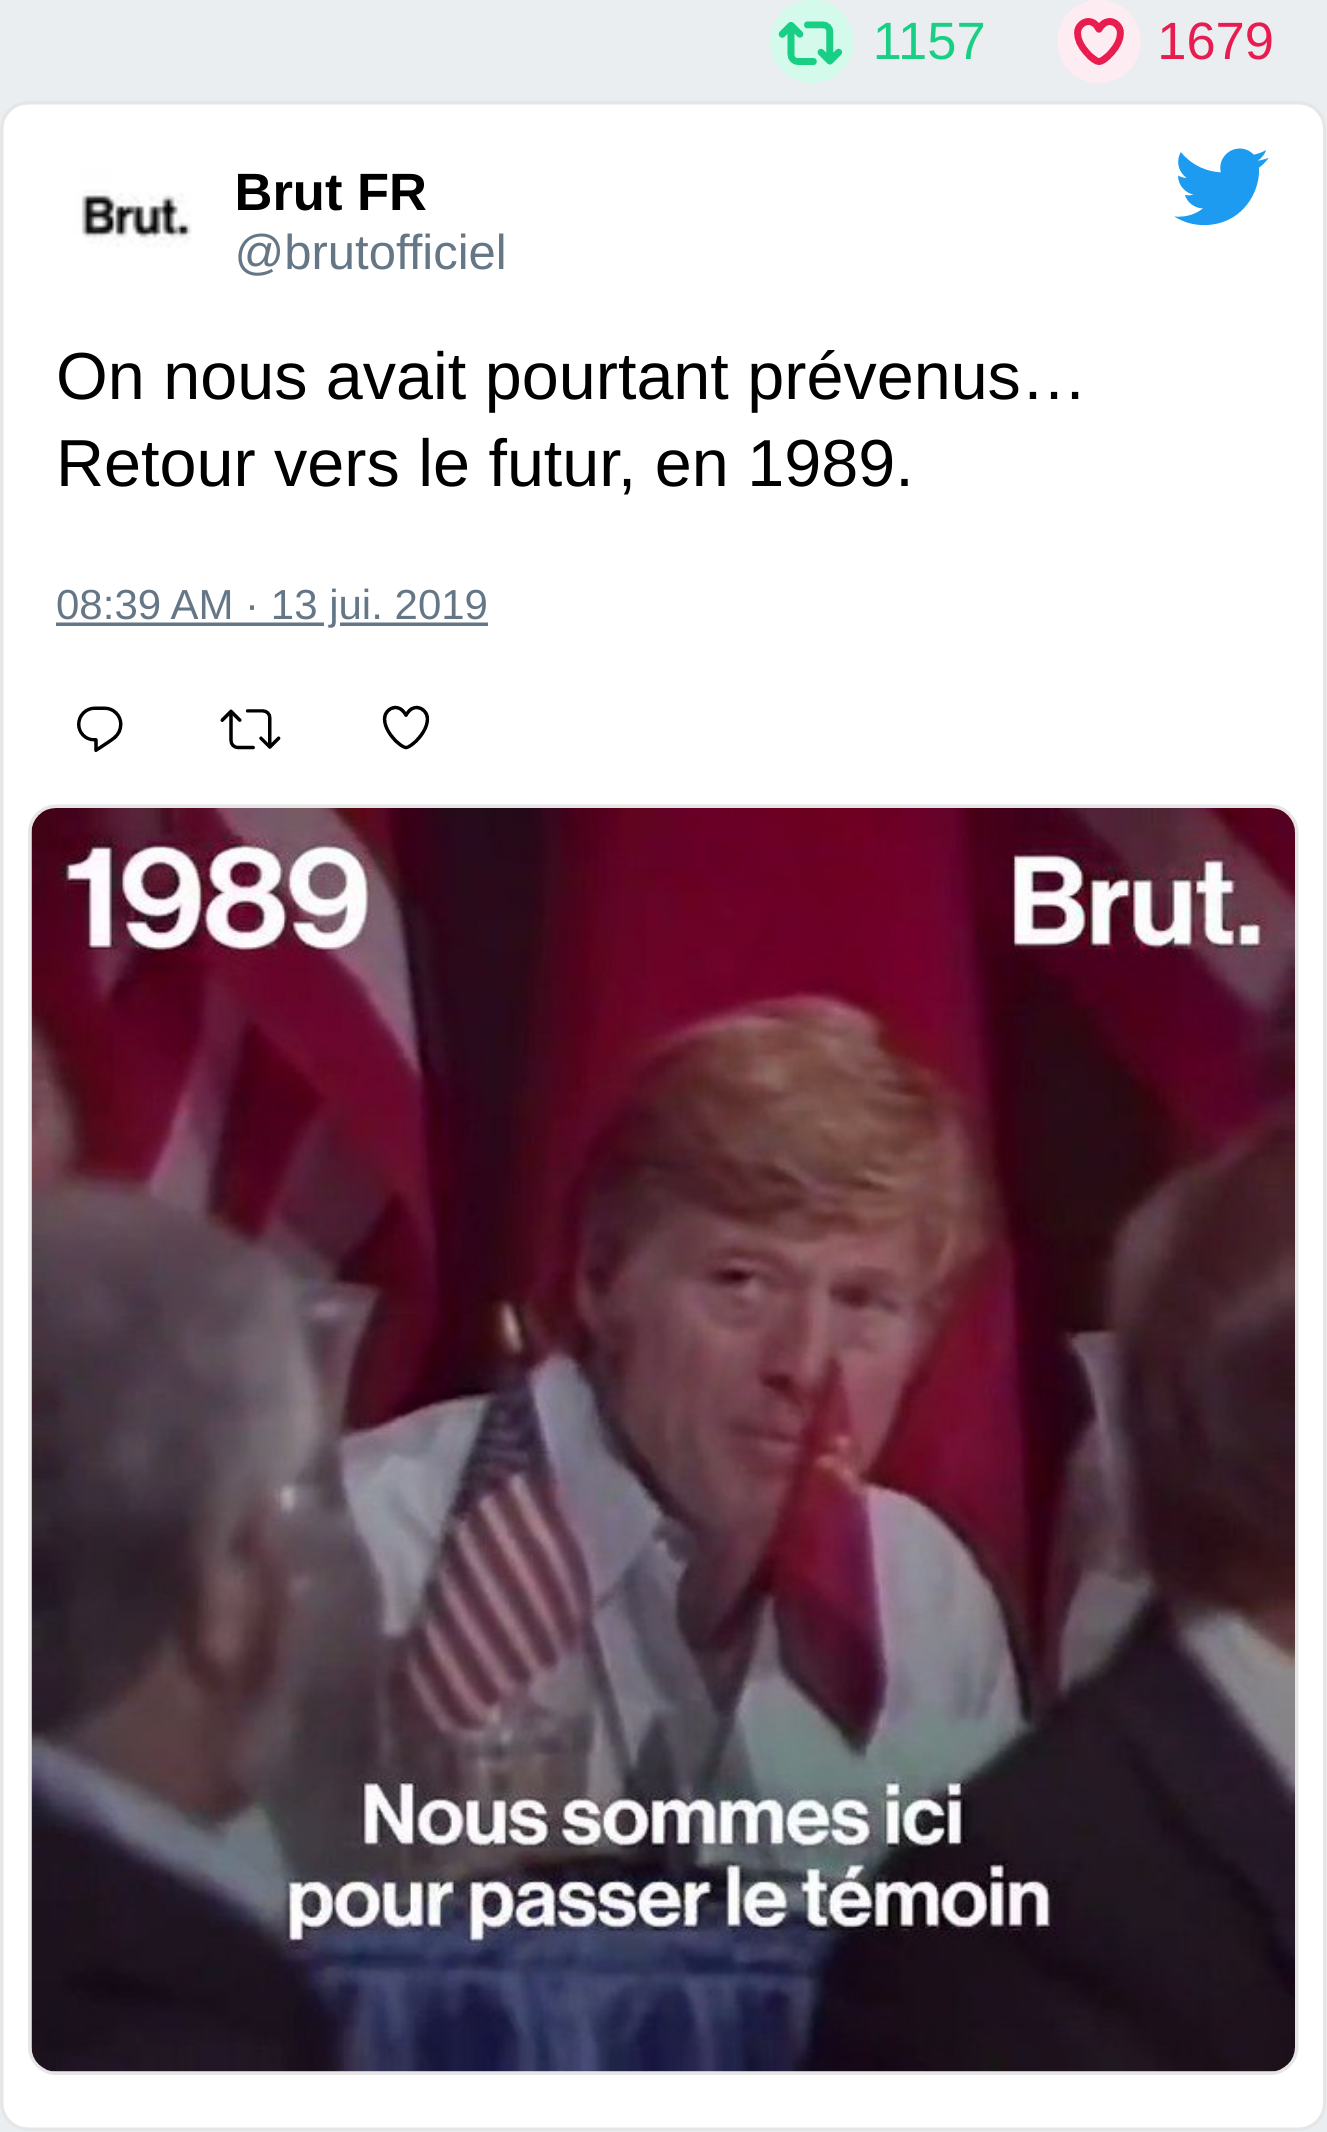 1157 1679
Brut.
Brut FR
@brutofficiel
On nous avait pourtant prévenus…
Retour vers le futur, en 1989.
08:39 AM · 13 jui. 2019
1989
Brut.
Nous sommes ici
pour passer le témoin